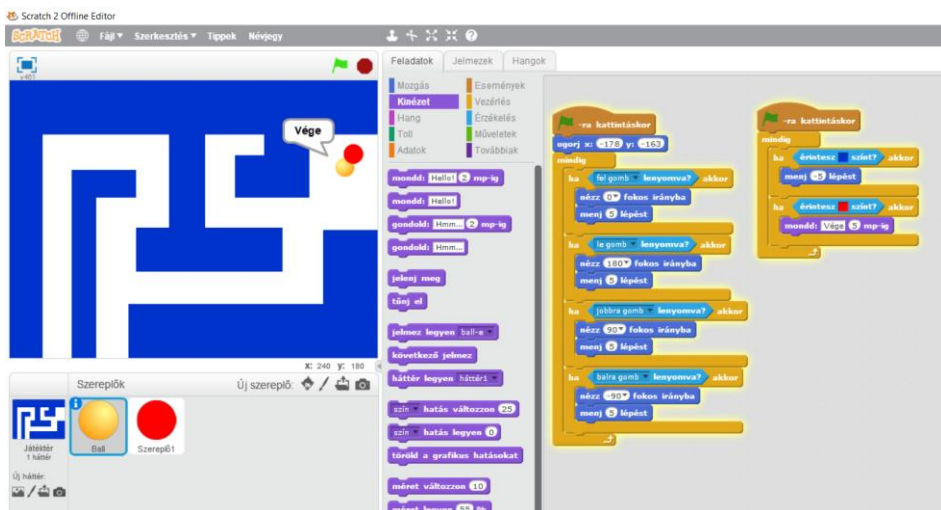 Scratch 2 Offline Editor
SCRATCH Fájl Szerkesztés Tippek Névjegy
v461
Vége
x: 240 y: 180
Szereplők Új szereplő:
Játéktér
1 háttér
Új háttér:
Ball
Szereplő1
Feladatok Jelmezek Hangok
Mozgás Események
Kinézet Vezérlés
Hang Érzékelés
Toll Műveletek
Adatok Továbbiak
mondd: Hello! 2 mp-ig
mondd: Hello!
gondold: Hmm... 2 mp-ig
gondold: Hmm...
jelenj meg
tűnj el
jelmez legyen ball-a
következő jelmez
háttér legyen háttér1
szín hatás változzon 25
szín hatás legyen 0
töröld a grafikus hatásokat
méret változzon 10
méret legyen 55 %
-ra kattintáskor
ugorj x: -178 y: -163
mindig
ha fel gomb lenyomva? akkor
nézz 0 fokos irányba
menj 5 lépést
ha le gomb lenyomva? akkor
nézz 180 fokos irányba
menj 5 lépést
ha jobbra gomb lenyomva? akkor
nézz 90 fokos irányba
menj 5 lépést
ha balra gomb lenyomva? akkor
nézz -90 fokos irányba
menj 5 lépést
-ra kattintáskor
mindig
ha érintesz színt? akkor
menj -5 lépést
ha érintesz színt? akkor
mondd: Vége 5 mp-ig